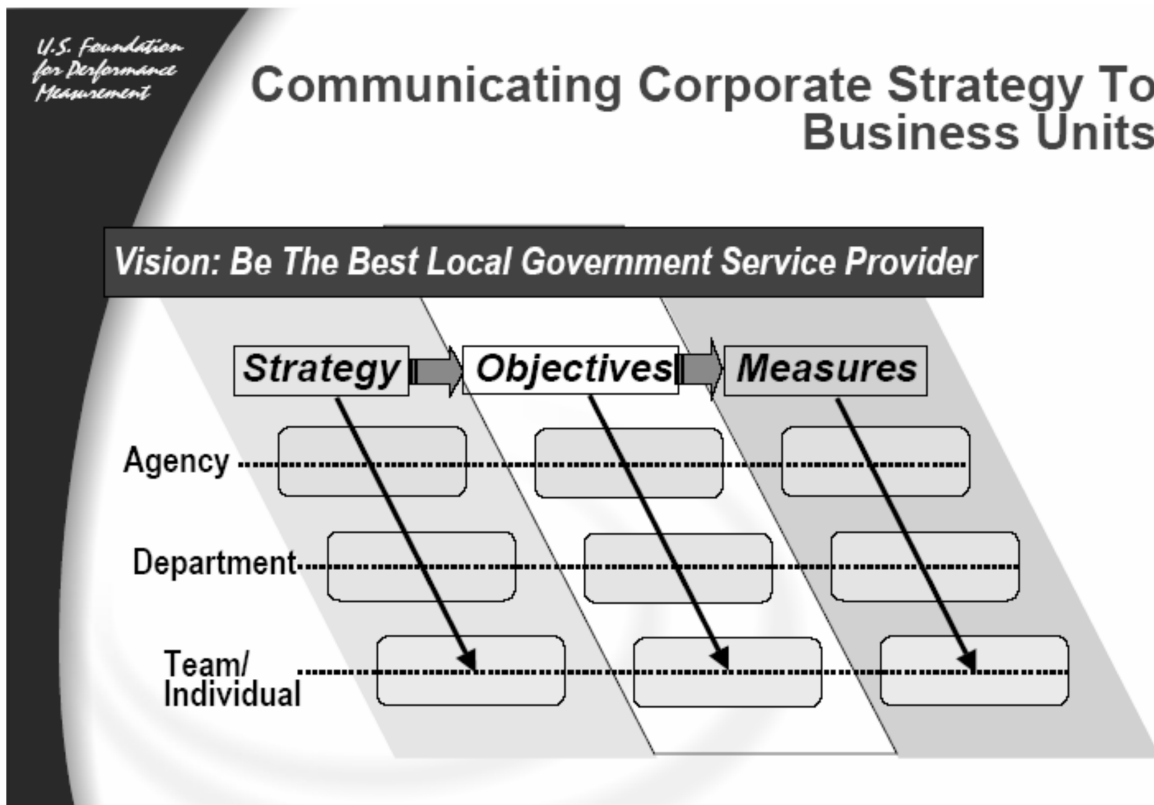 U.S. Foundation
for Performance
Measurement
Communicating Corporate Strategy To
Business Units
Vision: Be The Best Local Government Service Provider
Strategy
Objectives
Measures
Agency
Department
Team/
Individual